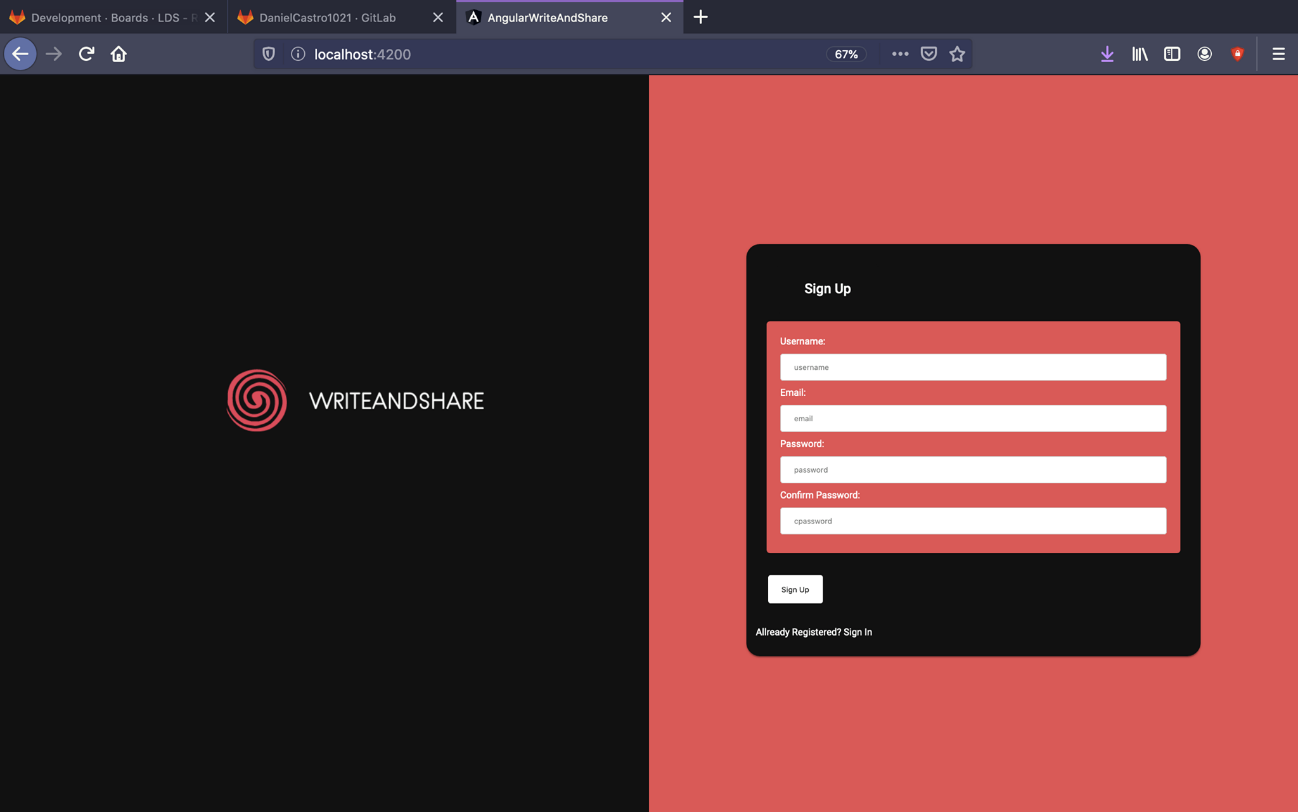 Development · Boards · LDS - 
DanielCastro1021 · GitLab
AngularWriteAndShare
localhost:4200
67%
WRITEANDSHARE
Sign Up
Username:
username
Email:
email
Password:
password
Confirm Password:
cpassword
Sign Up
Allready Registered? Sign In